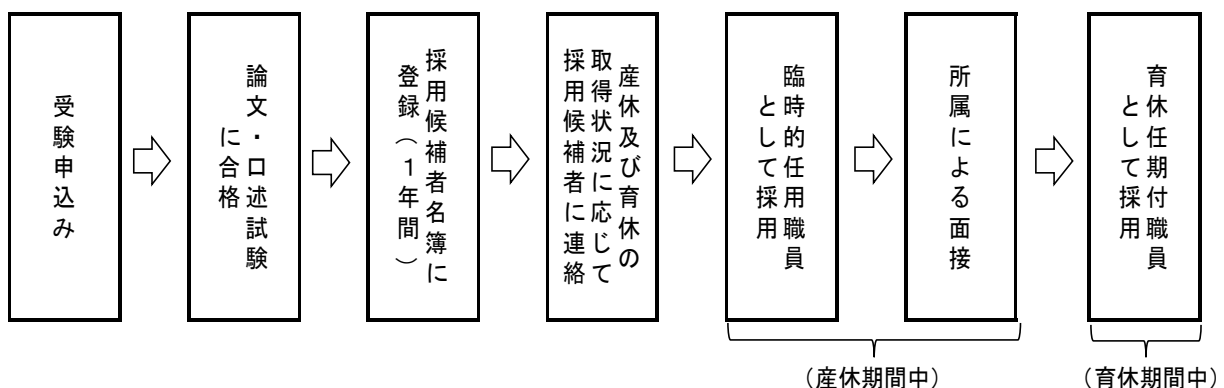 受験申込み
論文・口述試験
に合格
採用候補者名簿に
登録（１年間）
産休及び育休の
取得状況に応じて
採用候補者に連絡
臨時的任用職員
として採用
所属による面接
育休任期付職員
として採用
（産休期間中）
（育休期間中）